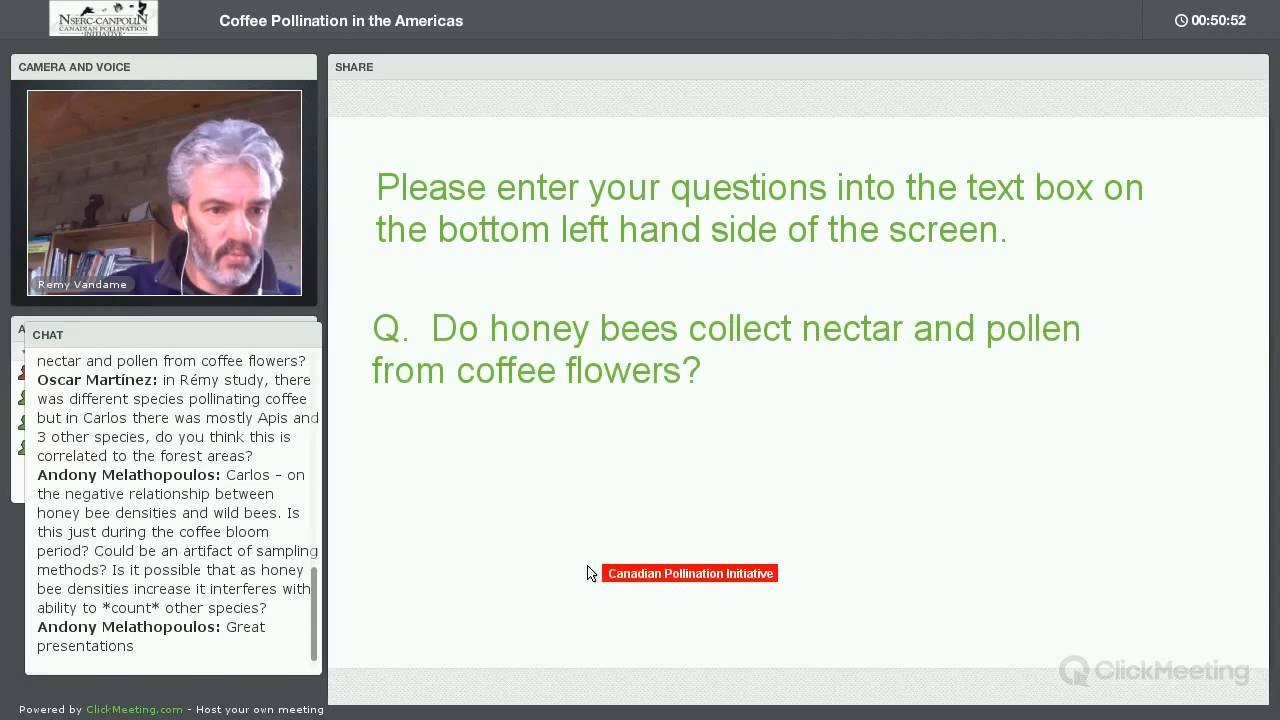 NSERC-CANPOLIN
CANADIAN POLLINATION
INITIATIVE
Coffee Pollination in the Americas
00:50:52
CAMERA AND VOICE
Remy Vandame
SHARE
Please enter your questions into the text box on
the bottom left hand side of the screen.
Q. Do honey bees collect nectar and pollen
from coffee flowers?
Canadian Pollination Initiative
ClickMeeting
A
CHAT
nectar and pollen from coffee flowers?
Oscar Martínez: in Rémy study, there
was different species pollinating coffee
but in Carlos there was mostly Apis and
3 other species, do you think this is
correlated to the forest areas?
Andony Melathopoulos: Carlos - on
the negative relationship between
honey bee densities and wild bees. Is
this just during the coffee bloom
period? Could be an artifact of sampling
methods? Is it possible that as honey
bee densities increase it interferes with
ability to *count* other species?
Andony Melathopoulos: Great
presentations
Powered by ClickMeeting.com - Host your own meeting